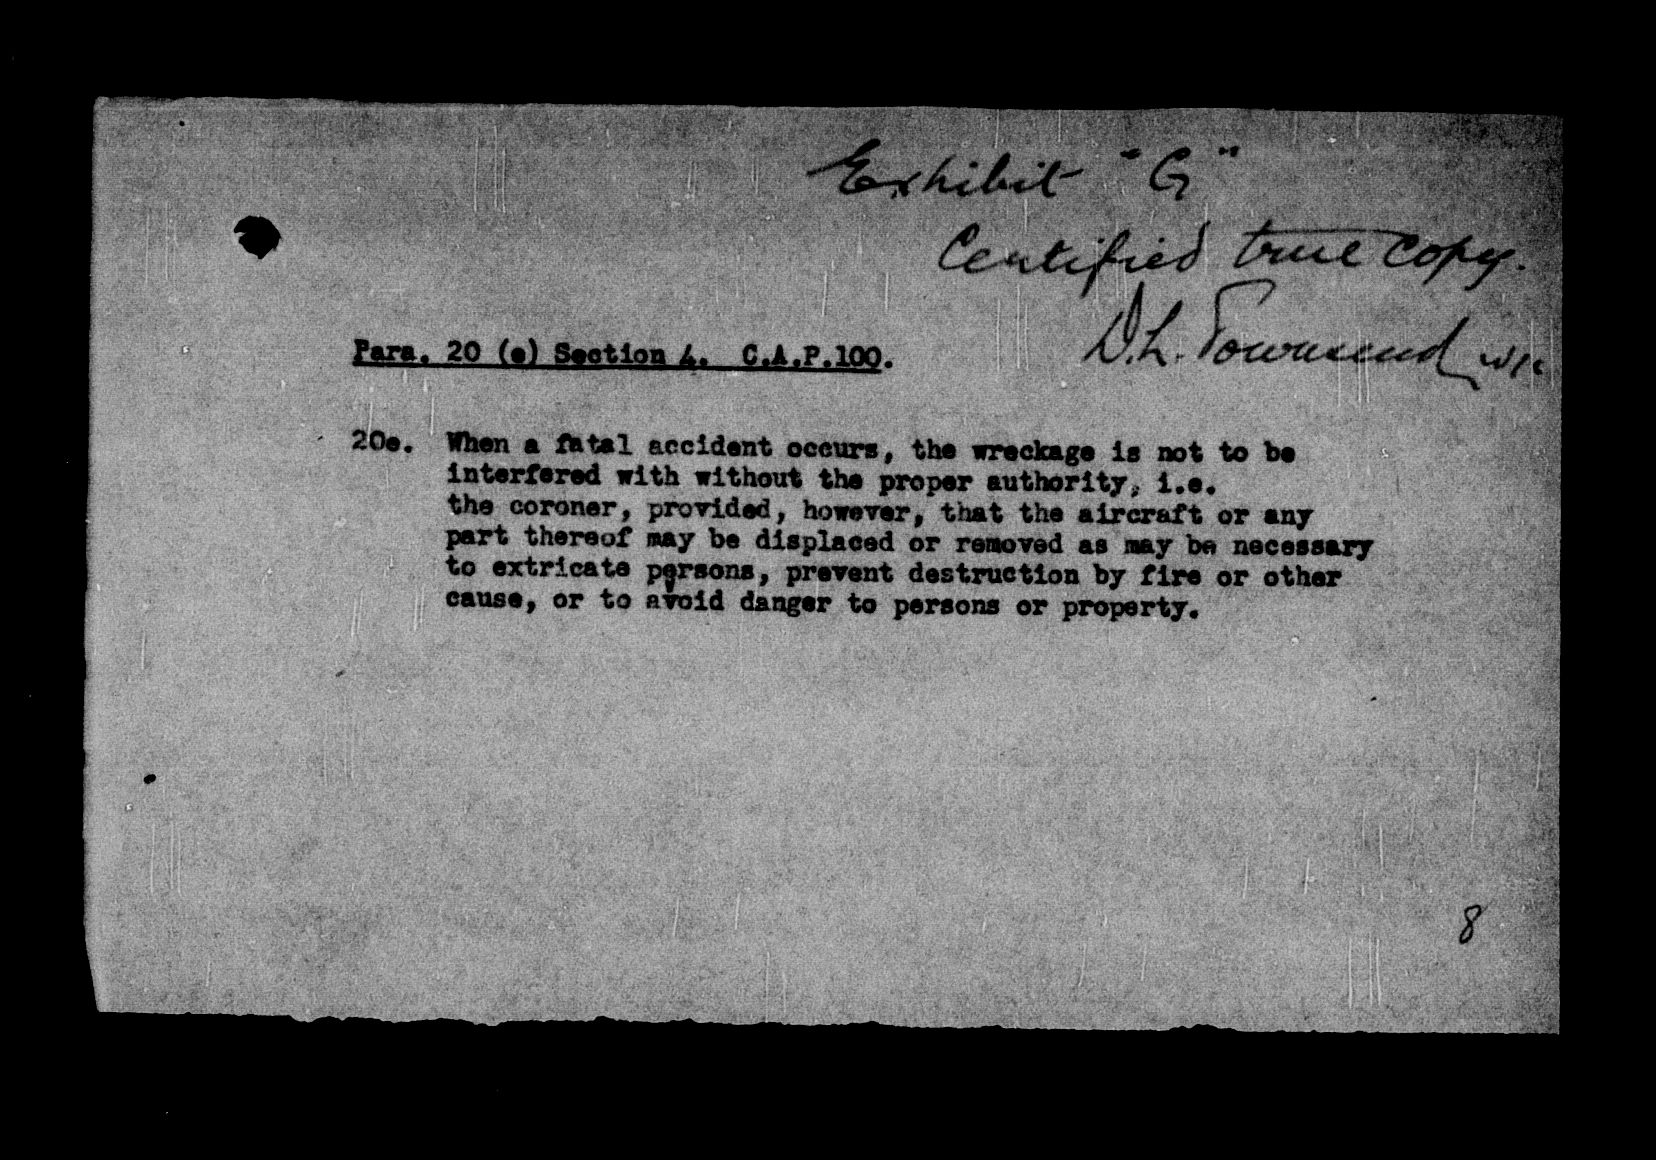 Exhibit "G"
Certified true copy.
D.L. Townsend W/C
Para. 20 (e) Section 4. C.A.P.100.
20e. When a fatal accident occurs, the wreckage is not to be
interfered with without the proper authority, i.e.
the coroner, provided, however, that the aircraft or any
part thereof may be displaced or removed as may be necessary
to extricate persons, prevent destruction by fire or other
cause, or to avoid danger to persons or property.
8